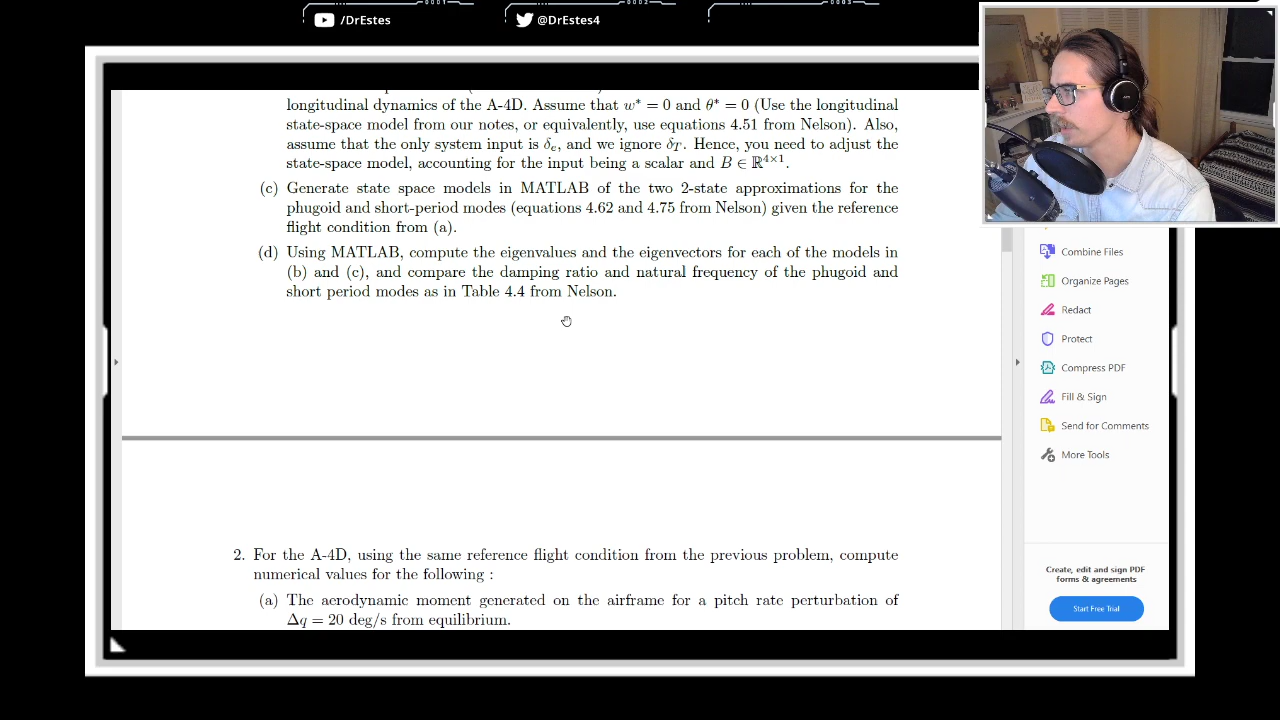 0001
0002
0003
/DrEstes
@DrEstes4
longitudinal dynamics of the A-4D. Assume that w* = 0 and θ* = 0 (Use the longitudinal
state-space model from our notes, or equivalently, use equations 4.51 from Nelson). Also,
assume that the only system input is δₑ, and we ignore δ_T. Hence, you need to adjust the
state-space model, accounting for the input being a scalar and B ∈ ℝ⁴ˣ¹.
(c) Generate state space models in MATLAB of the two 2-state approximations for the
phugoid and short-period modes (equations 4.62 and 4.75 from Nelson) given the reference
flight condition from (a).
(d) Using MATLAB, compute the eigenvalues and the eigenvectors for each of the models in
(b) and (c), and compare the damping ratio and natural frequency of the phugoid and
short period modes as in Table 4.4 from Nelson.
2. For the A-4D, using the same reference flight condition from the previous problem, compute
numerical values for the following :
(a) The aerodynamic moment generated on the airframe for a pitch rate perturbation of
Δq = 20 deg/s from equilibrium.
Combine Files
Organize Pages
Redact
Protect
Compress PDF
Fill & Sign
Send for Comments
More Tools
Create, edit and sign PDF
forms & agreements
Start Free Trial